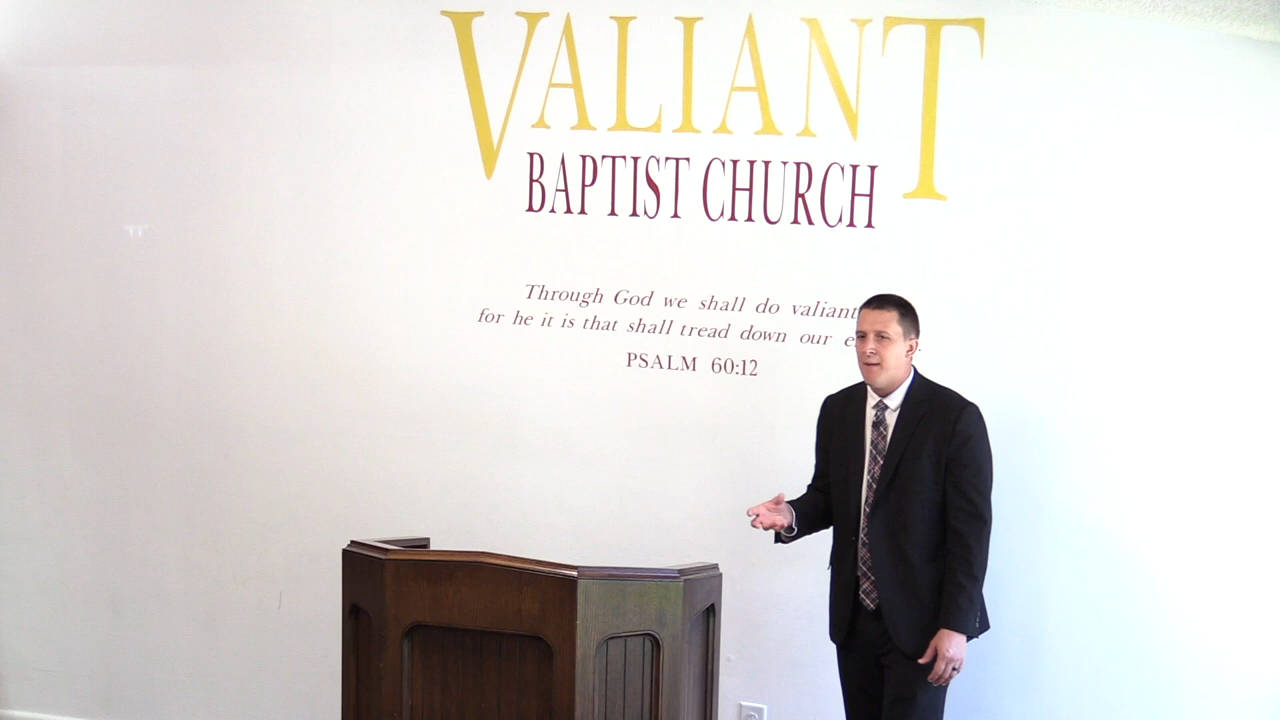 VALIANT
BAPTIST CHURCH
Through God we shall do valiant
for he it is that shall tread down our e
PSALM 60:12